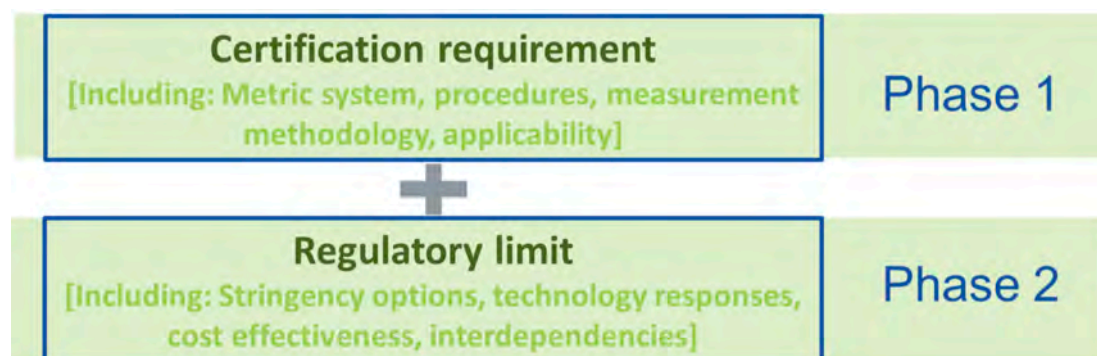 Certification requirement
[Including: Metric system, procedures, measurement
methodology, applicability]
Phase 1
Regulatory limit
[Including: Stringency options, technology responses,
cost effectiveness, interdependencies]
Phase 2